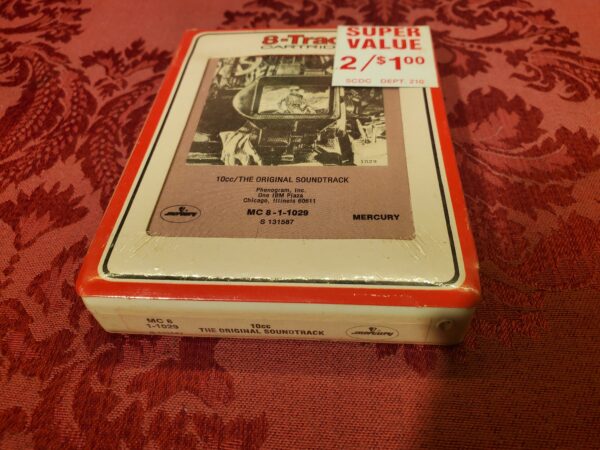 8-Trac
CARTRID
SUPER
VALUE
2/$1.00
SCDC DEPT. 210
1029
10cc/THE ORIGINAL SOUNDTRACK
Phonogram, Inc.
One IBM Plaza
Chicago, Illinois 60611
MC 8-1-1029
S 131587
mercury
MERCURY
MC 8
1-1029
S 131587
10cc
THE ORIGINAL SOUNDTRACK
mercury